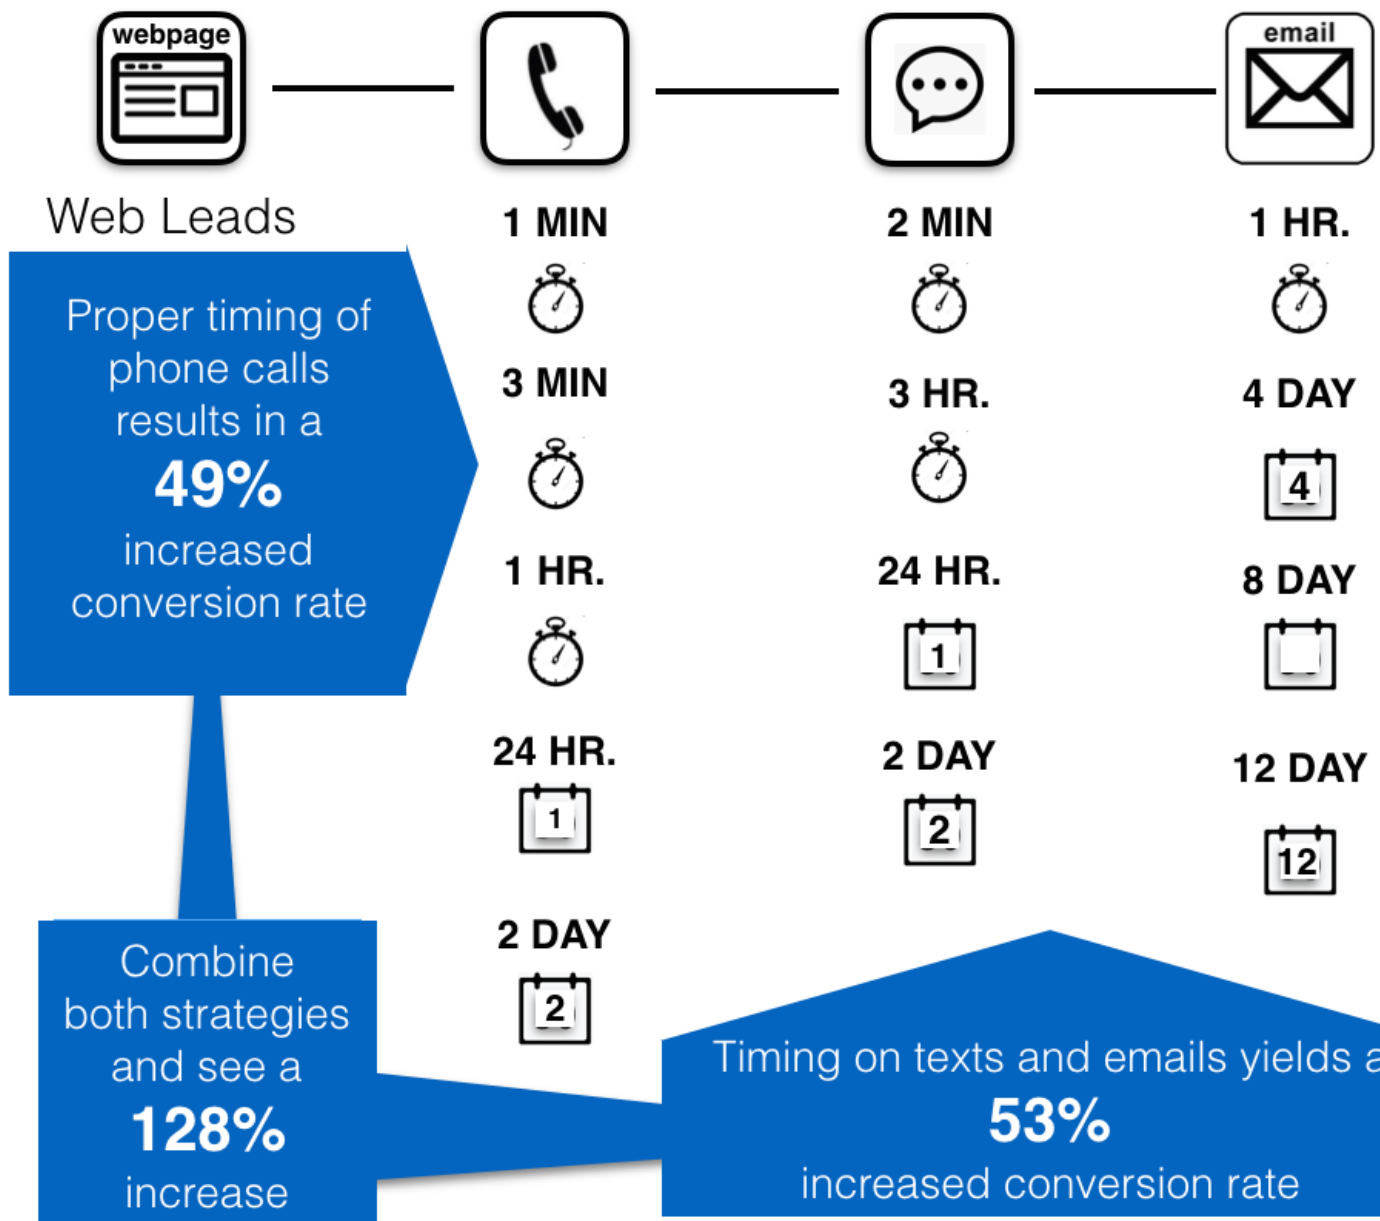 webpage
email
Web Leads
Proper timing of
phone calls
results in a
49%
increased
conversion rate
1 MIN
3 MIN
1 HR.
24 HR.
1
2 DAY
2
2 MIN
3 HR.
24 HR.
1
2 DAY
2
1 HR.
4 DAY
4
8 DAY
12 DAY
12
Combine
both strategies
and see a
128%
increase
Timing on texts and emails yields a
53%
increased conversion rate